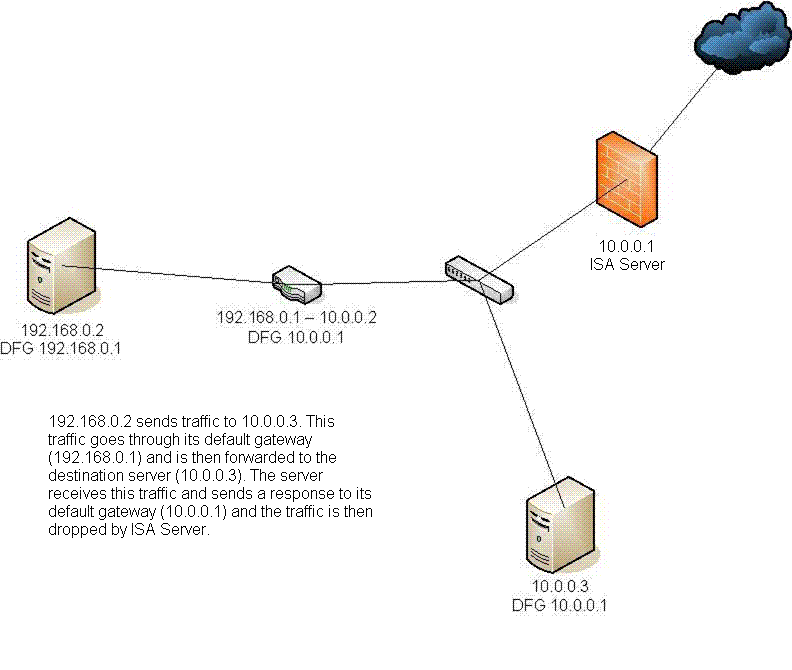 10.0.0.1
ISA Server
192.168.0.1 – 10.0.0.2
DFG 10.0.0.1
192.168.0.2
DFG 192.168.0.1
192.168.0.2 sends traffic to 10.0.0.3. This
traffic goes through its default gateway
(192.168.0.1) and is then forwarded to the
destination server (10.0.0.3). The server
receives this traffic and sends a response to its
default gateway (10.0.0.1) and the traffic is then
dropped by ISA Server.
10.0.0.3
DFG 10.0.0.1